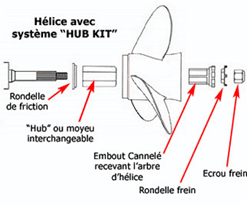 Hélice avec
système “HUB KIT”
Rondelle
de friction
“Hub” ou moyeu
interchangeable
Embout Cannelé
recevant l'arbre
d'hélice
Rondelle frein
Ecrou frein